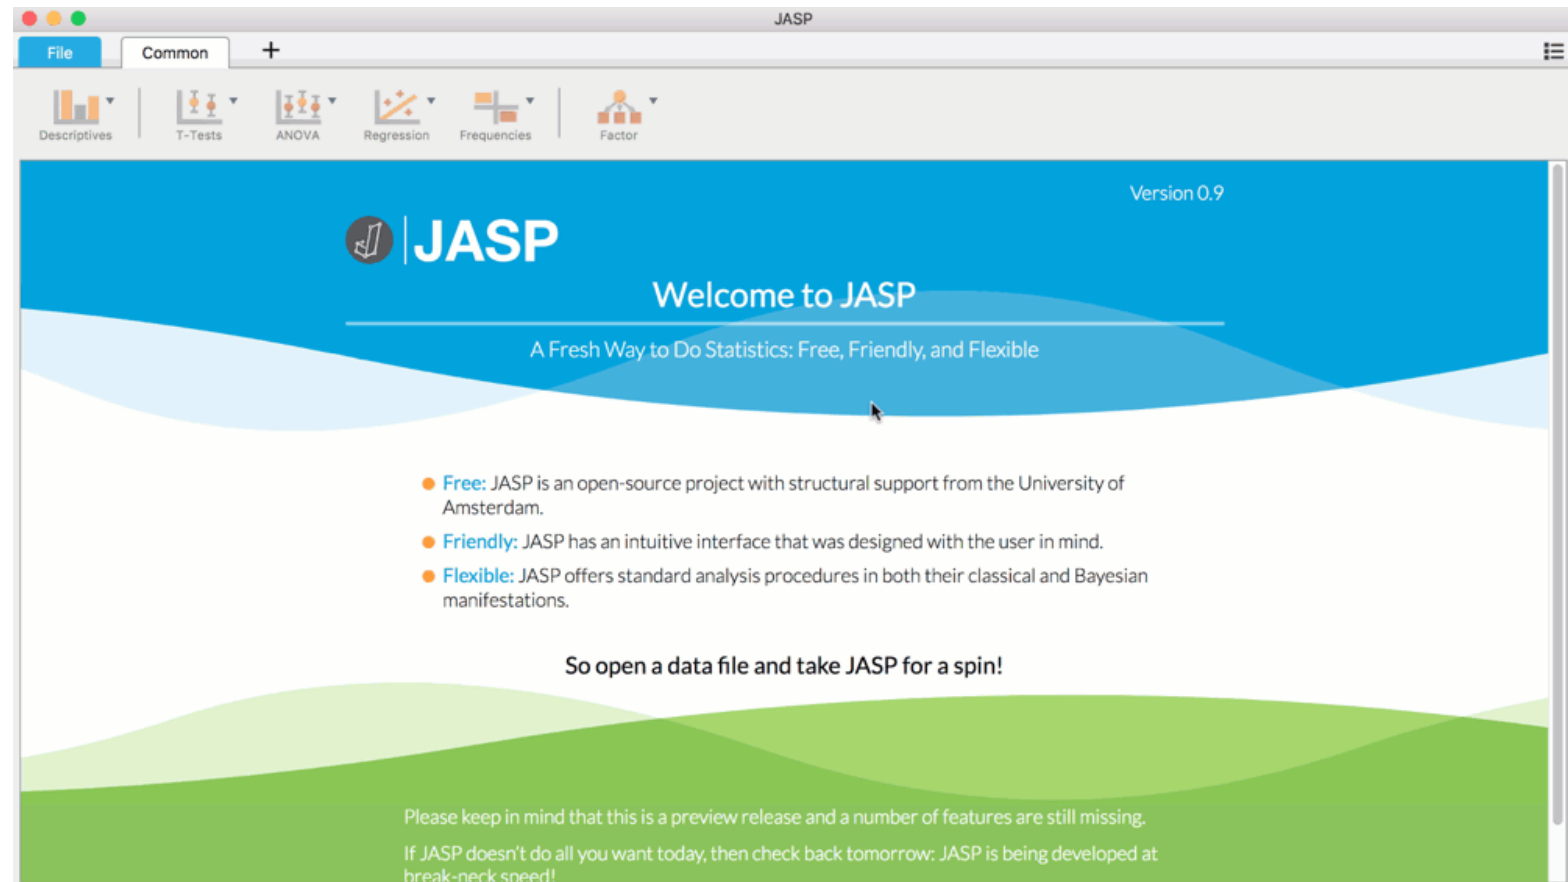 JASP
File Common +
Descriptives T-Tests ANOVA Regression Frequencies Factor
Version 0.9
JASP
Welcome to JASP
A Fresh Way to Do Statistics: Free, Friendly, and Flexible
Free: JASP is an open-source project with structural support from the University of
Amsterdam.
Friendly: JASP has an intuitive interface that was designed with the user in mind.
Flexible: JASP offers standard analysis procedures in both their classical and Bayesian
manifestations.
So open a data file and take JASP for a spin!
Please keep in mind that this is a preview release and a number of features are still missing.
If JASP doesn't do all you want today, then check back tomorrow: JASP is being developed at
break-neck speed!